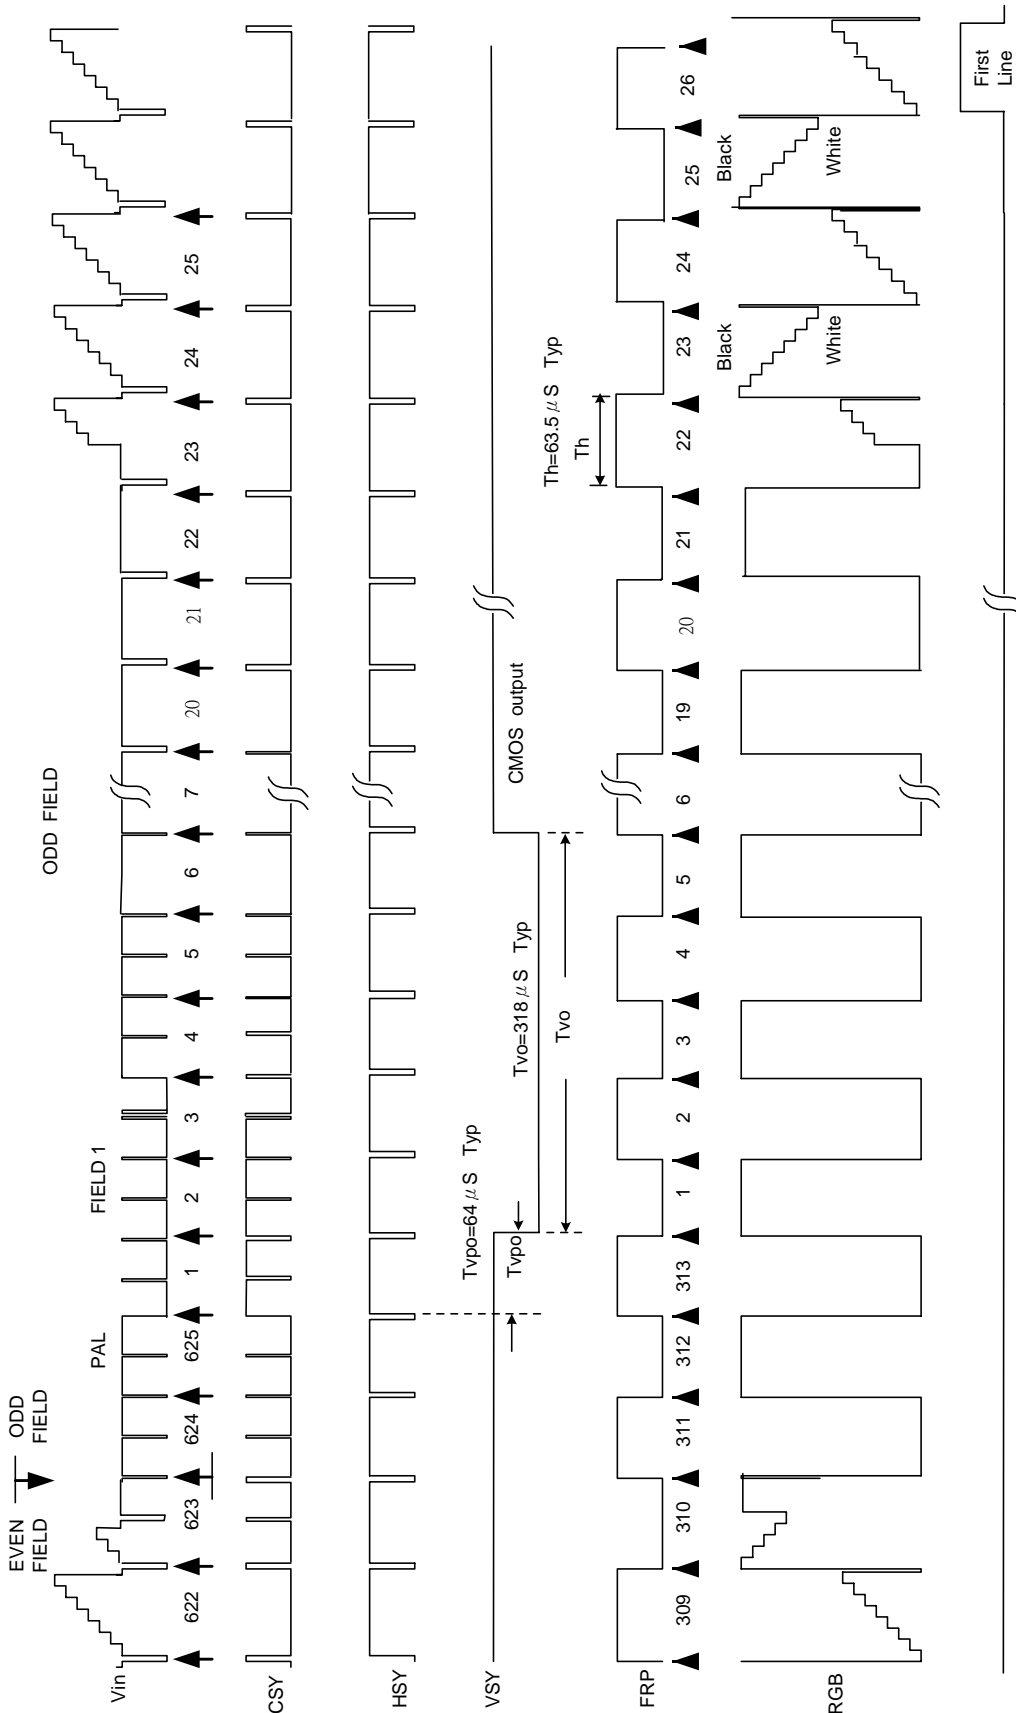 ODD FIELD
EVEN FIELD
ODD FIELD
PAL
FIELD 1
Vin
622
623
624
625
1
2
3
4
5
6
7
20
21
22
23
24
25
CSY
HSY
VSY
Tvpo=64 μS Typ
Tvpo
Tvo=318 μS Typ
Tvo
CMOS output
Th=63.5 μS Typ
Th
FRP
309
310
311
312
313
1
2
3
4
5
6
19
20
21
22
23
24
25
26
RGB
Black
White
Black
White
First
Line